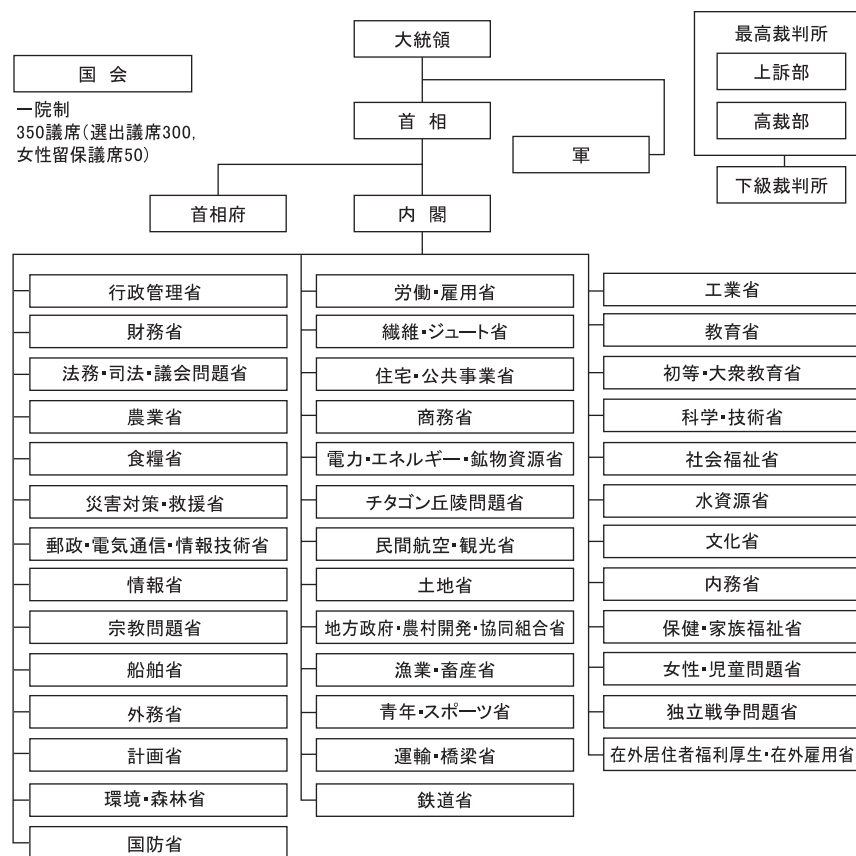 大統領
国 会
一院制
350議席(選出議席300,
女性留保議席50)
首 相
軍
最高裁判所
上訴部
高裁部
下級裁判所
首相府
内 閣
行政管理省
財務省
法務・司法・議会問題省
農業省
食糧省
災害対策・救援省
郵政・電気通信・情報技術省
情報省
宗教問題省
船舶省
外務省
計画省
環境・森林省
国防省
労働・雇用省
繊維・ジュート省
住宅・公共事業省
商務省
電力・エネルギー・鉱物資源省
チタゴン丘陵問題省
民間航空・観光省
土地省
地方政府・農村開発・協同組合省
漁業・畜産省
青年・スポーツ省
運輸・橋梁省
鉄道省
工業省
教育省
初等・大衆教育省
科学・技術省
社会福祉省
水資源省
文化省
内務省
保健・家族福祉省
女性・児童問題省
独立戦争問題省
在外居住者福利厚生・在外雇用省